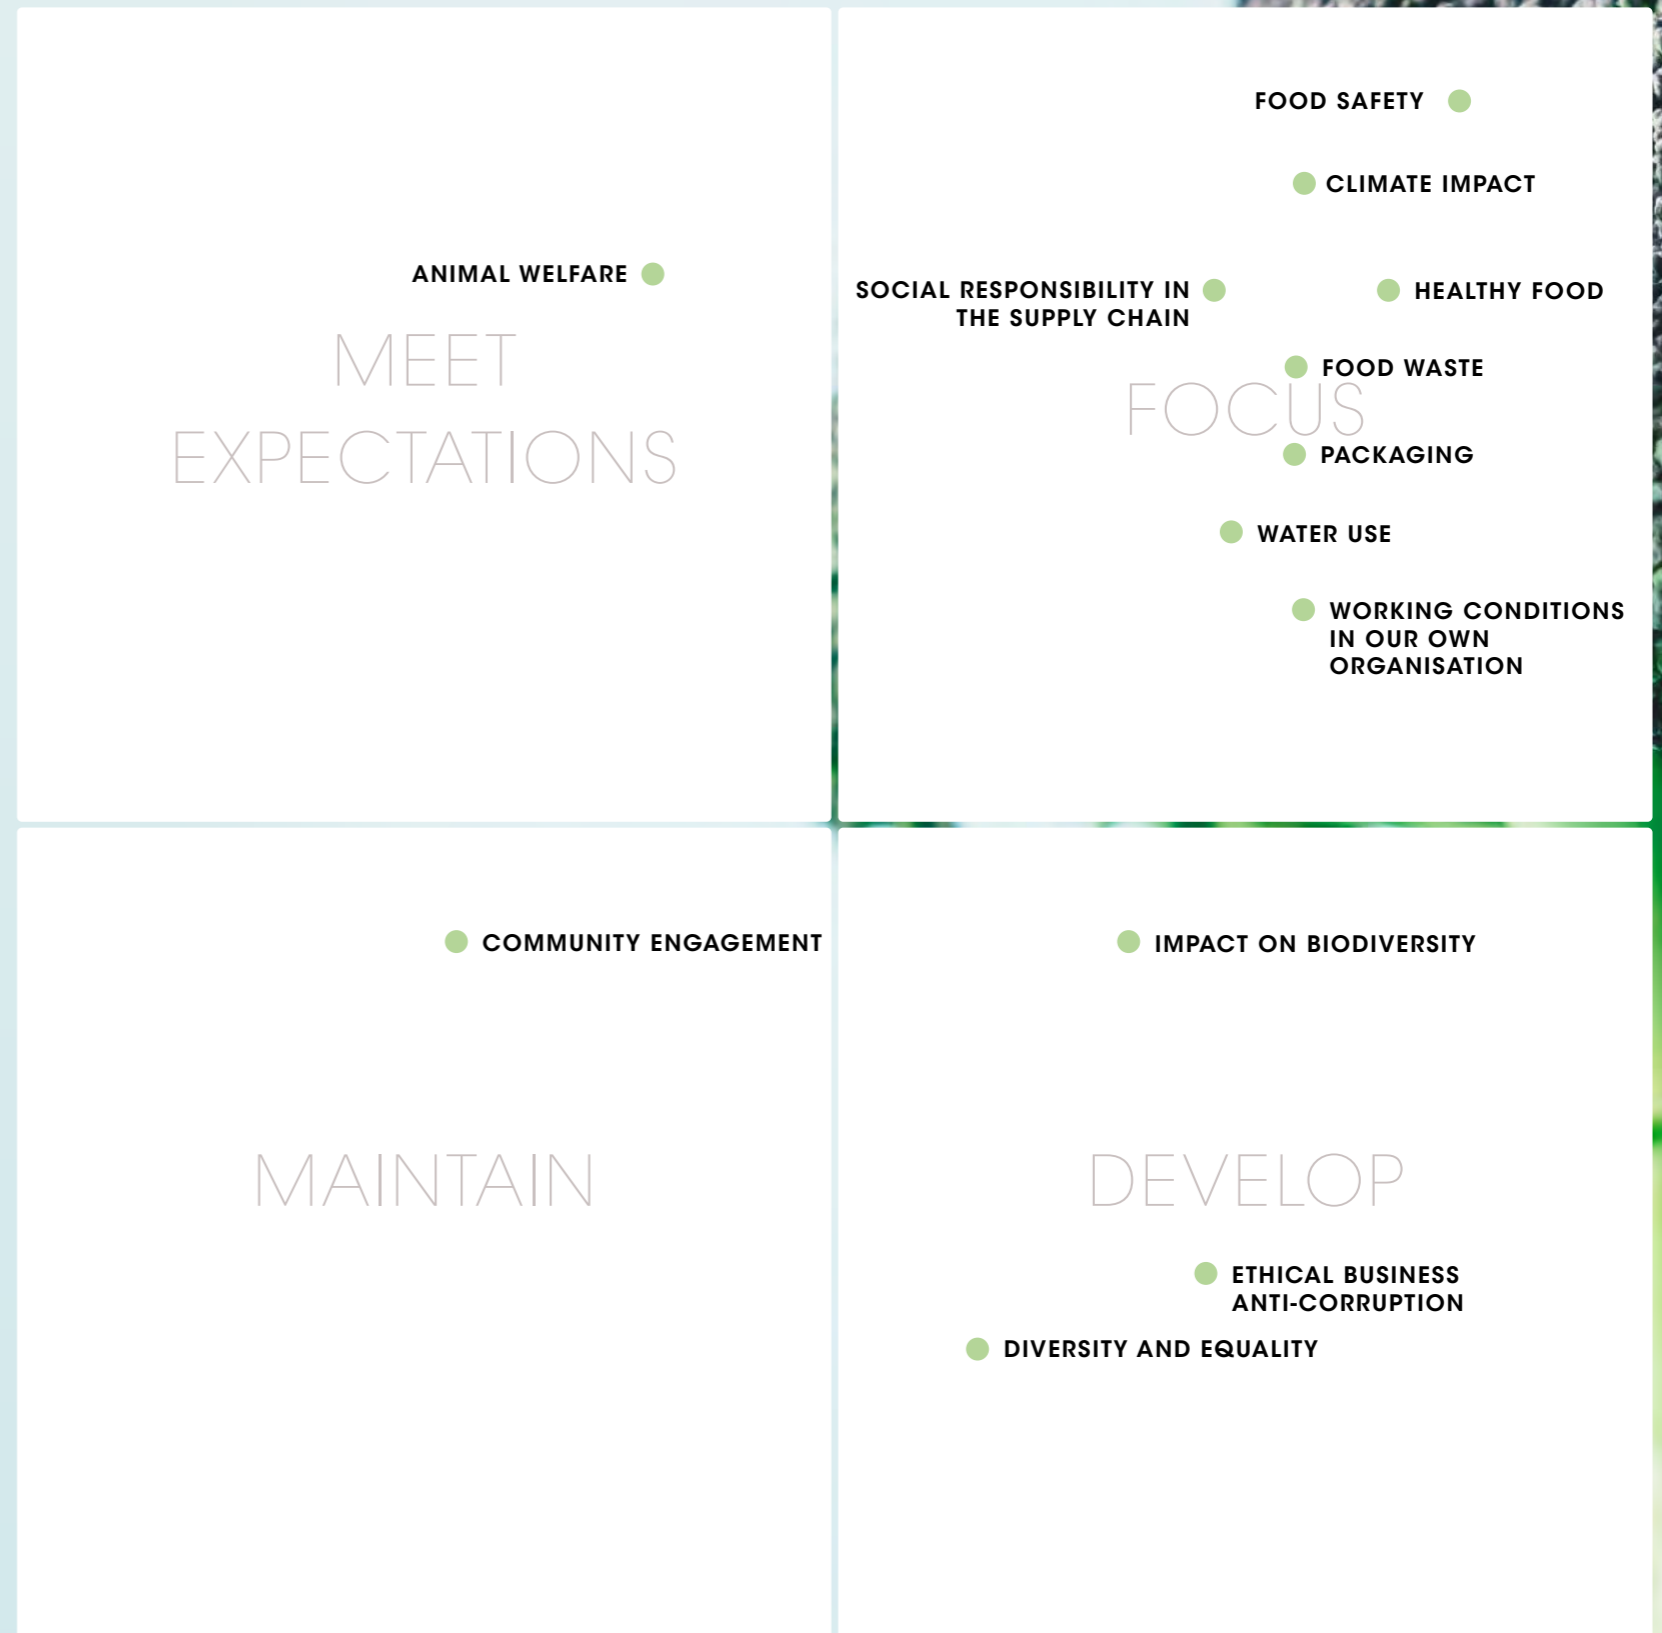 ANIMAL WELFARE
MEET
EXPECTATIONS
FOOD SAFETY
CLIMATE IMPACT
SOCIAL RESPONSIBILITY IN
THE SUPPLY CHAIN
HEALTHY FOOD
FOOD WASTE
FOCUS
PACKAGING
WATER USE
WORKING CONDITIONS
IN OUR OWN
ORGANISATION
COMMUNITY ENGAGEMENT
MAINTAIN
IMPACT ON BIODIVERSITY
DEVELOP
ETHICAL BUSINESS
ANTI-CORRUPTION
DIVERSITY AND EQUALITY